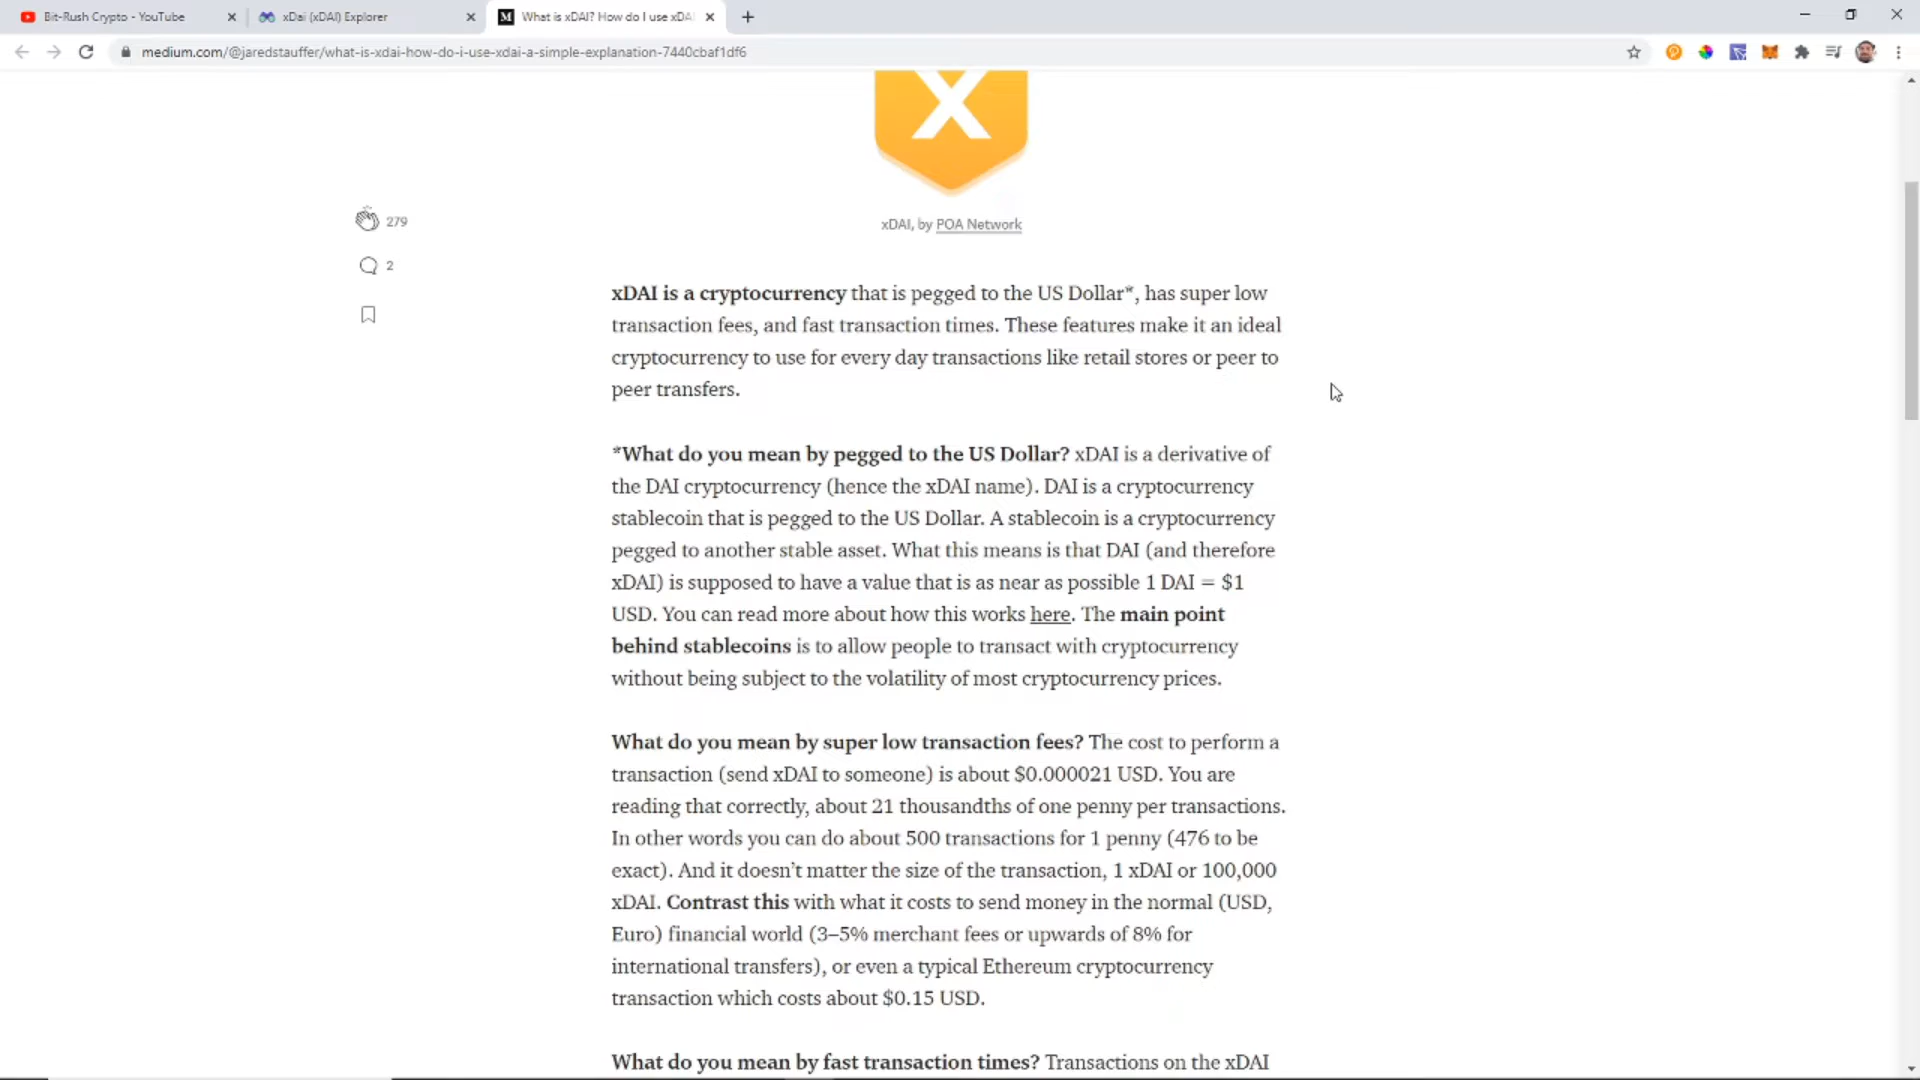 Bit-Rush Crypto - YouTube
xDai (xDAI) Explorer
What is xDAI? How do I use xDAI
medium.com/@jaredstauffer/what-is-xdai-how-do-i-use-xdai-a-simple-explanation-7440cbaf1df6
X
279
2
xDAI, by POA Network
xDAI is a cryptocurrency that is pegged to the US Dollar*, has super low
transaction fees, and fast transaction times. These features make it an ideal
cryptocurrency to use for every day transactions like retail stores or peer to
peer transfers.
*What do you mean by pegged to the US Dollar? xDAI is a derivative of
the DAI cryptocurrency (hence the xDAI name). DAI is a cryptocurrency
stablecoin that is pegged to the US Dollar. A stablecoin is a cryptocurrency
pegged to another stable asset. What this means is that DAI (and therefore
xDAI) is supposed to have a value that is as near as possible 1 DAI = $1
USD. You can read more about how this works here. The main point
behind stablecoins is to allow people to transact with cryptocurrency
without being subject to the volatility of most cryptocurrency prices.
What do you mean by super low transaction fees? The cost to perform a
transaction (send xDAI to someone) is about $0.000021 USD. You are
reading that correctly, about 21 thousandths of one penny per transactions.
In other words you can do about 500 transactions for 1 penny (476 to be
exact). And it doesn't matter the size of the transaction, 1 xDAI or 100,000
xDAI. Contrast this with what it costs to send money in the normal (USD,
Euro) financial world (3–5% merchant fees or upwards of 8% for
international transfers), or even a typical Ethereum cryptocurrency
transaction which costs about $0.15 USD.
What do you mean by fast transaction times? Transactions on the xDAI